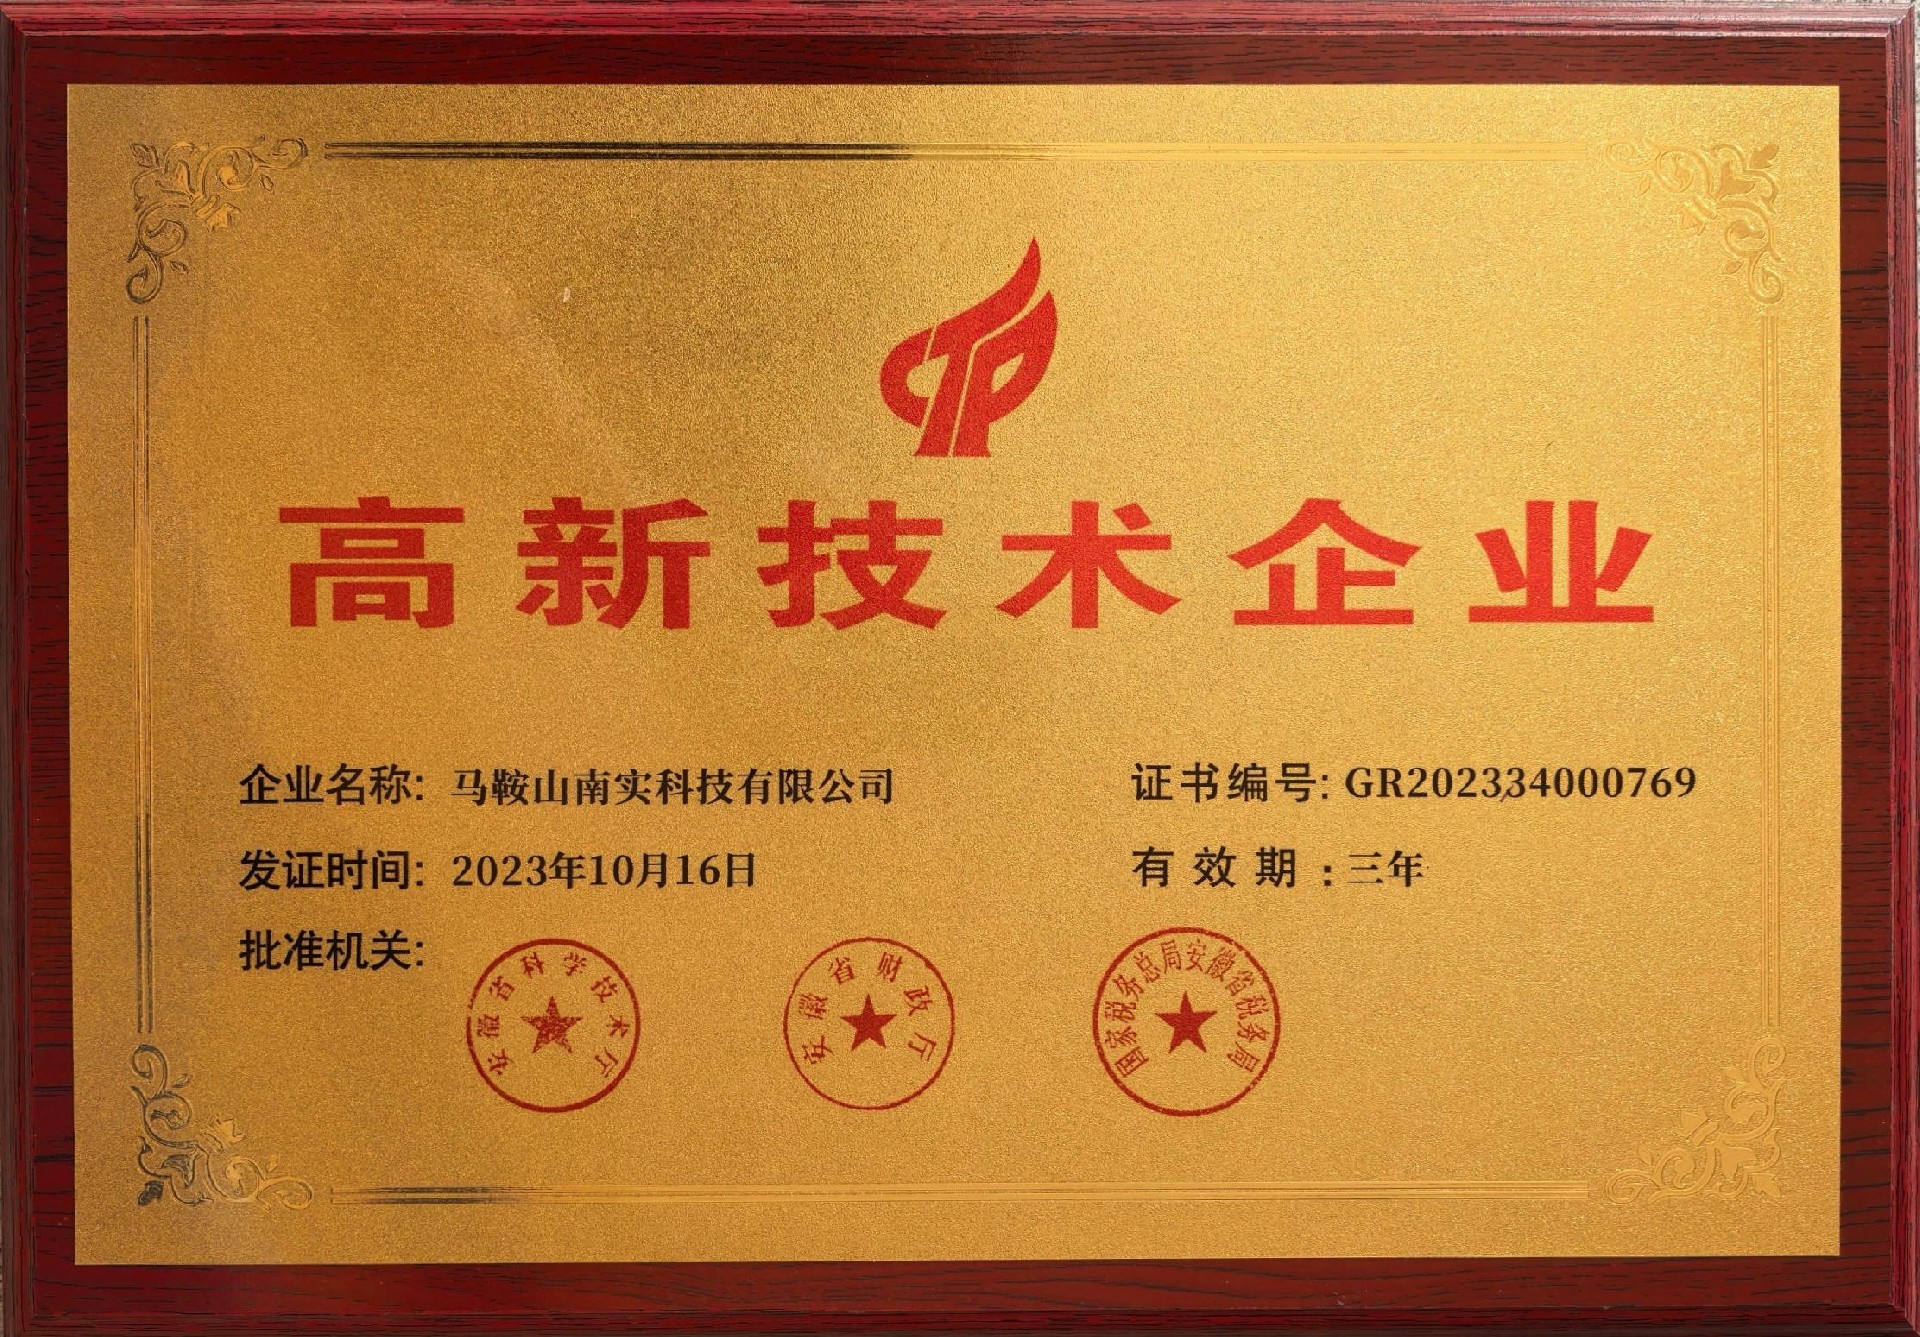 高新技术企业
企业名称: 马鞍山南实科技有限公司
证书编号: GR202334000769
发证时间: 2023年10月16日
有效期: 三年
批准机关:
安徽省科学技术厅
安徽省财政厅
国家税务总局安徽省税务局